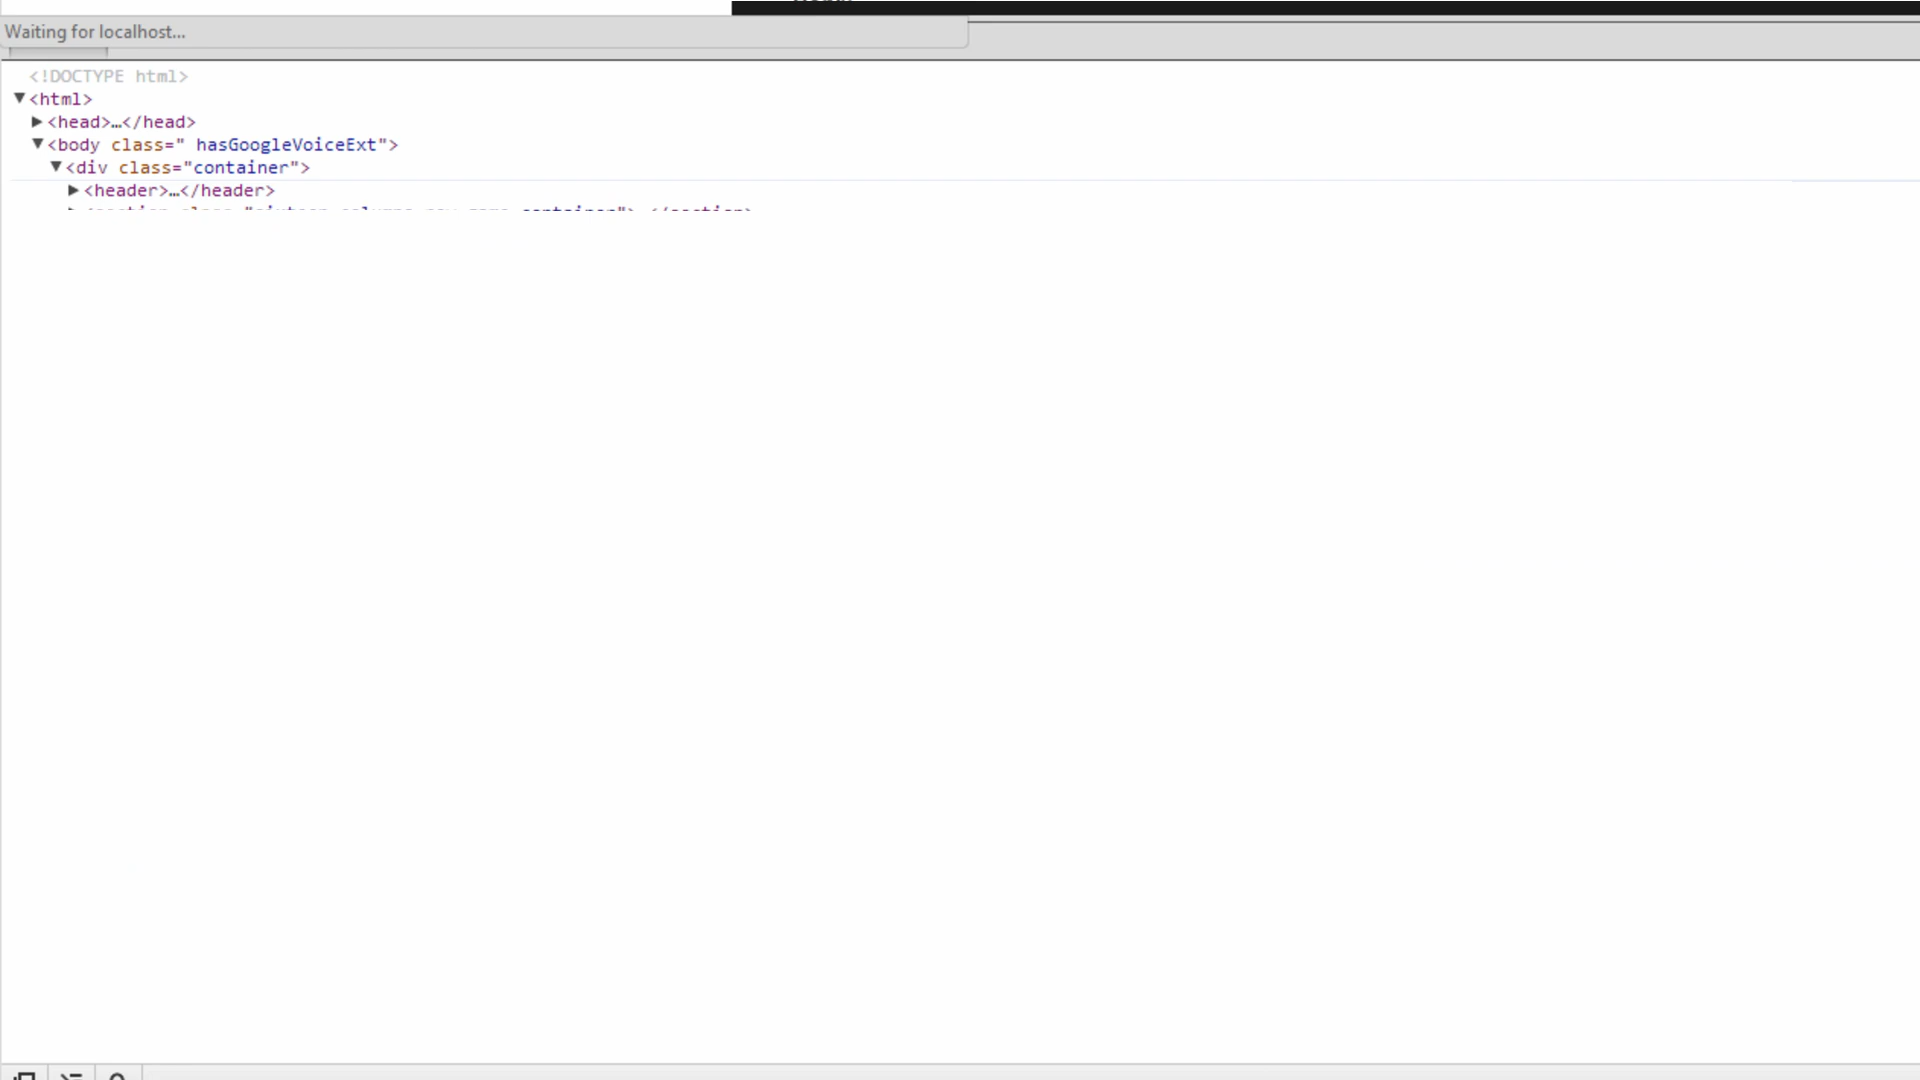 Waiting for localhost...
<!DOCTYPE html>
▼<html>
▶<head>…</head>
▼<body class=" hasGoogleVoiceExt">
▼<div class="container">
▶<header>…</header>